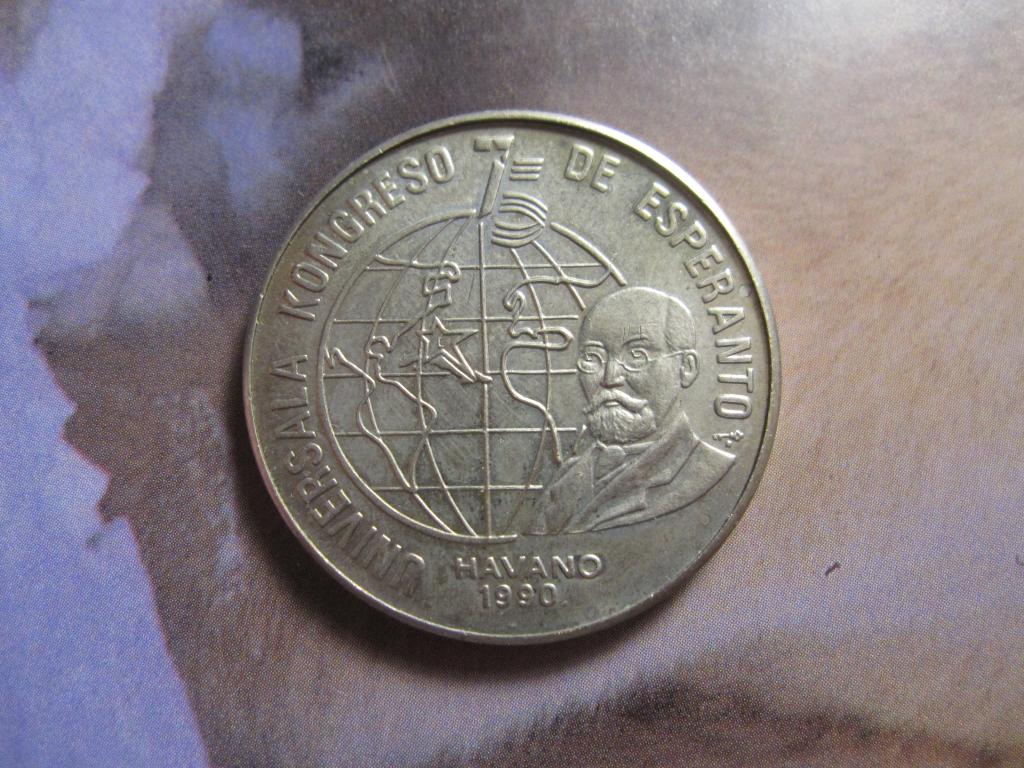 UNIVERSALA KONGRESO 75 DE ESPERANTO
HAVANO
1990